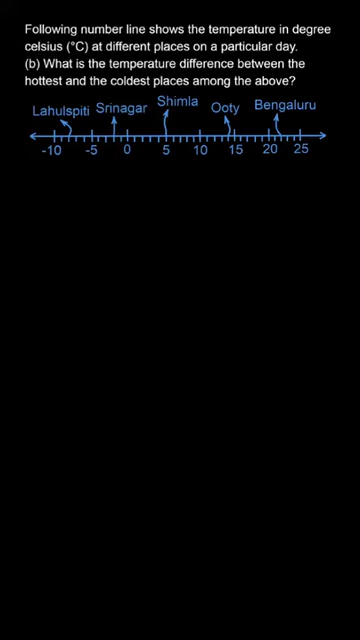 Following number line shows the temperature in degree
celsius (°C) at different places on a particular day.
(b) What is the temperature difference between the
hottest and the coldest places among the above?
Lahulspiti Srinagar Shimla Ooty Bengaluru
-10 -5 0 5 10 15 20 25